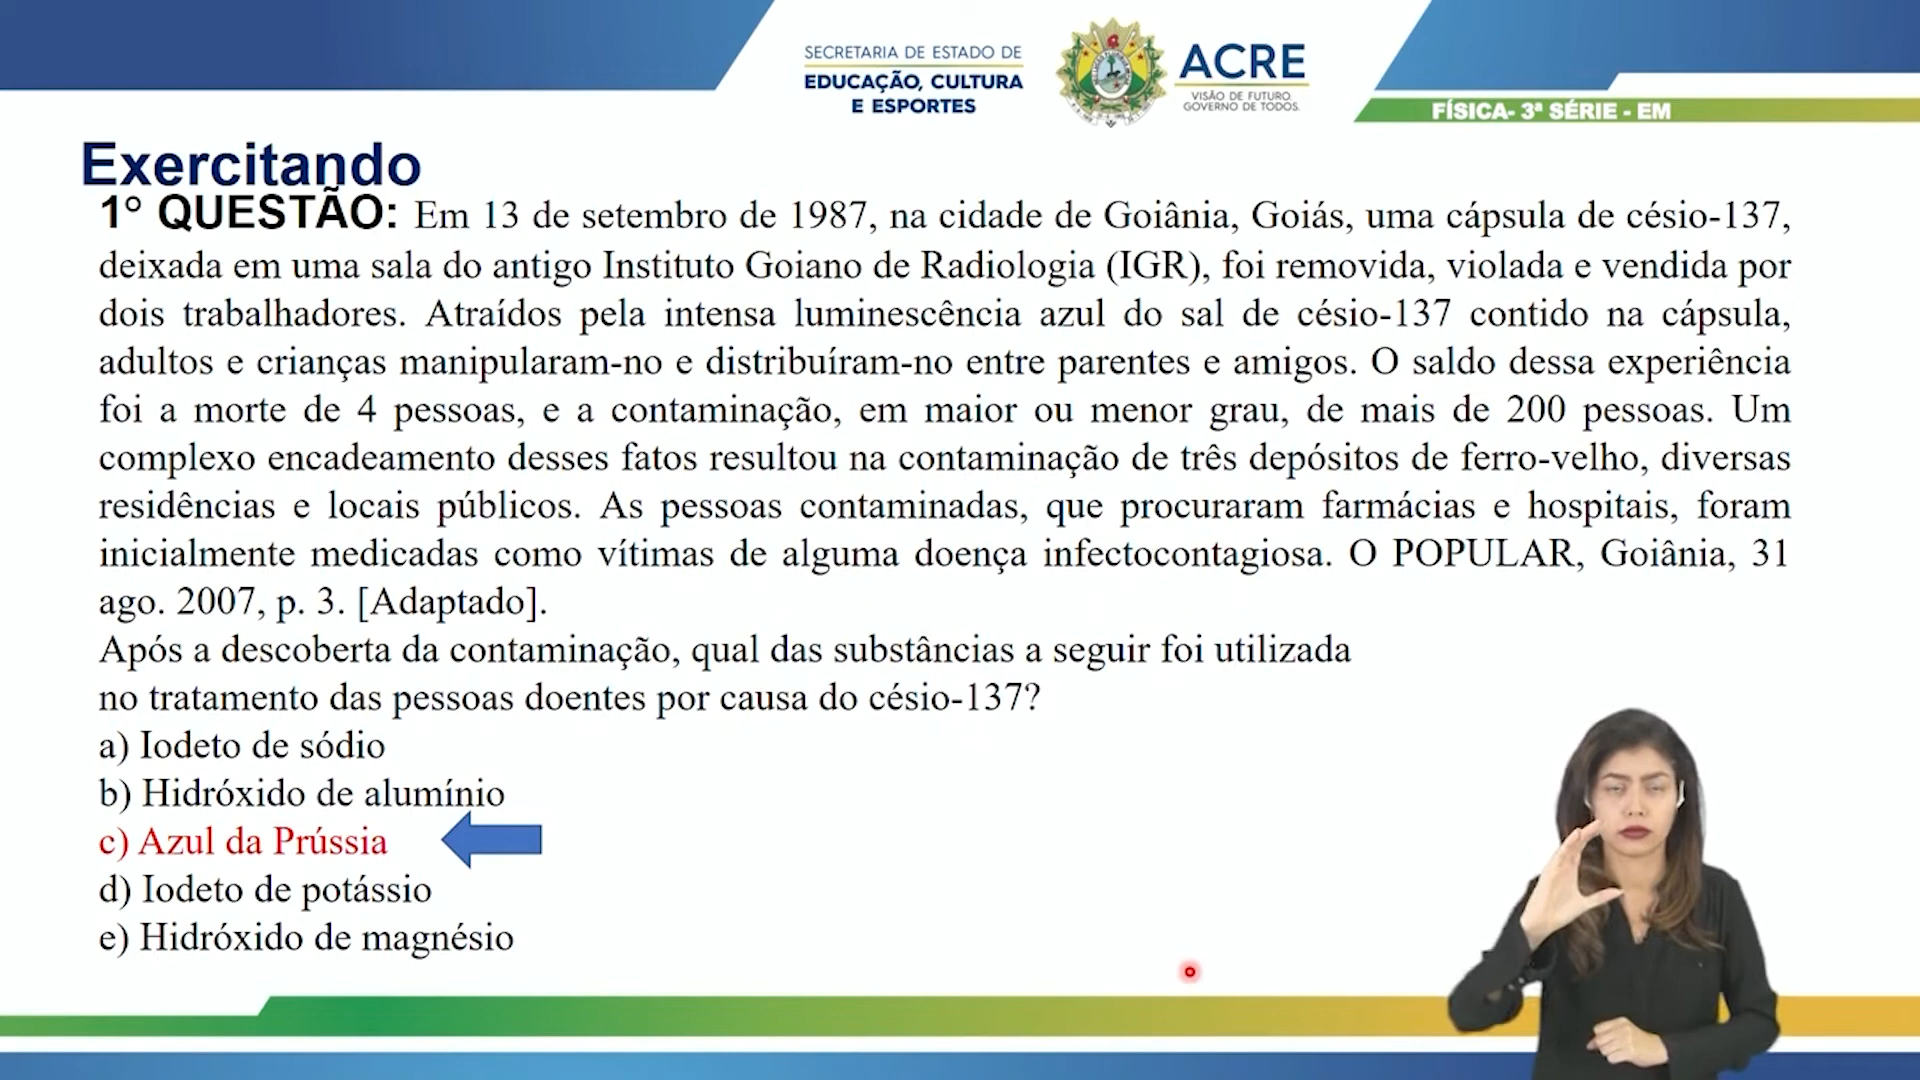 SECRETARIA DE ESTADO DE
EDUCAÇÃO, CULTURA
E ESPORTES
ACRE
VISÃO DE FUTURO.
GOVERNO DE TODOS.
FÍSICA- 3ª SÉRIE - EM
Exercitando
1° QUESTÃO: Em 13 de setembro de 1987, na cidade de Goiânia, Goiás, uma cápsula de césio-137,
deixada em uma sala do antigo Instituto Goiano de Radiologia (IGR), foi removida, violada e vendida por
dois trabalhadores. Atraídos pela intensa luminescência azul do sal de césio-137 contido na cápsula,
adultos e crianças manipularam-no e distribuíram-no entre parentes e amigos. O saldo dessa experiência
foi a morte de 4 pessoas, e a contaminação, em maior ou menor grau, de mais de 200 pessoas. Um
complexo encadeamento desses fatos resultou na contaminação de três depósitos de ferro-velho, diversas
residências e locais públicos. As pessoas contaminadas, que procuraram farmácias e hospitais, foram
inicialmente medicadas como vítimas de alguma doença infectocontagiosa. O POPULAR, Goiânia, 31
ago. 2007, p. 3. [Adaptado].
Após a descoberta da contaminação, qual das substâncias a seguir foi utilizada
no tratamento das pessoas doentes por causa do césio-137?
a) Iodeto de sódio
b) Hidróxido de alumínio
c) Azul da Prússia
d) Iodeto de potássio
e) Hidróxido de magnésio